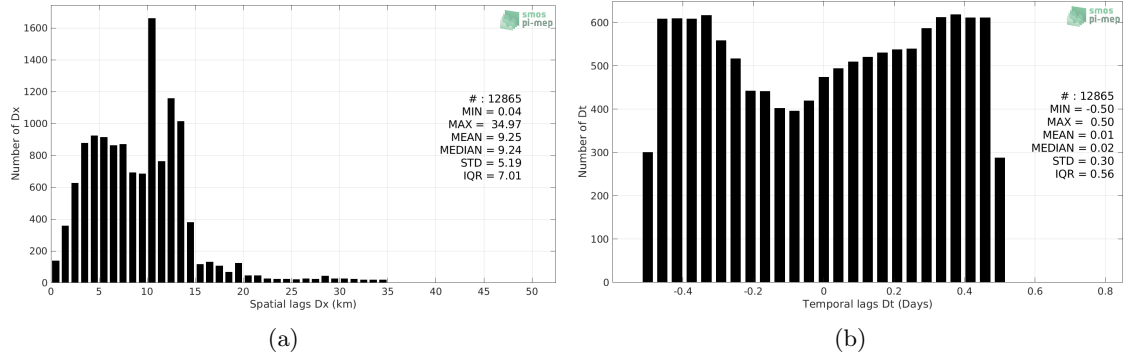 1600
1400
1200
1000
800
600
400
200
0
Number of Dx
smos
pi-mep
# : 12865
MIN = 0.04
MAX = 34.97
MEAN = 9.25
MEDIAN = 9.24
STD = 5.19
IQR = 7.01
0 5 10 15 20 25 30 35 40 45 50
Spatial lags Dx (km)
(a)
600
500
400
300
200
100
0
Number of Dt
smos
pi-mep
# : 12865
MIN = -0.50
MAX = 0.50
MEAN = 0.01
MEDIAN = 0.02
STD = 0.30
IQR = 0.56
-0.4 -0.2 0 0.2 0.4 0.6 0.8
Temporal lags Dt (Days)
(b)